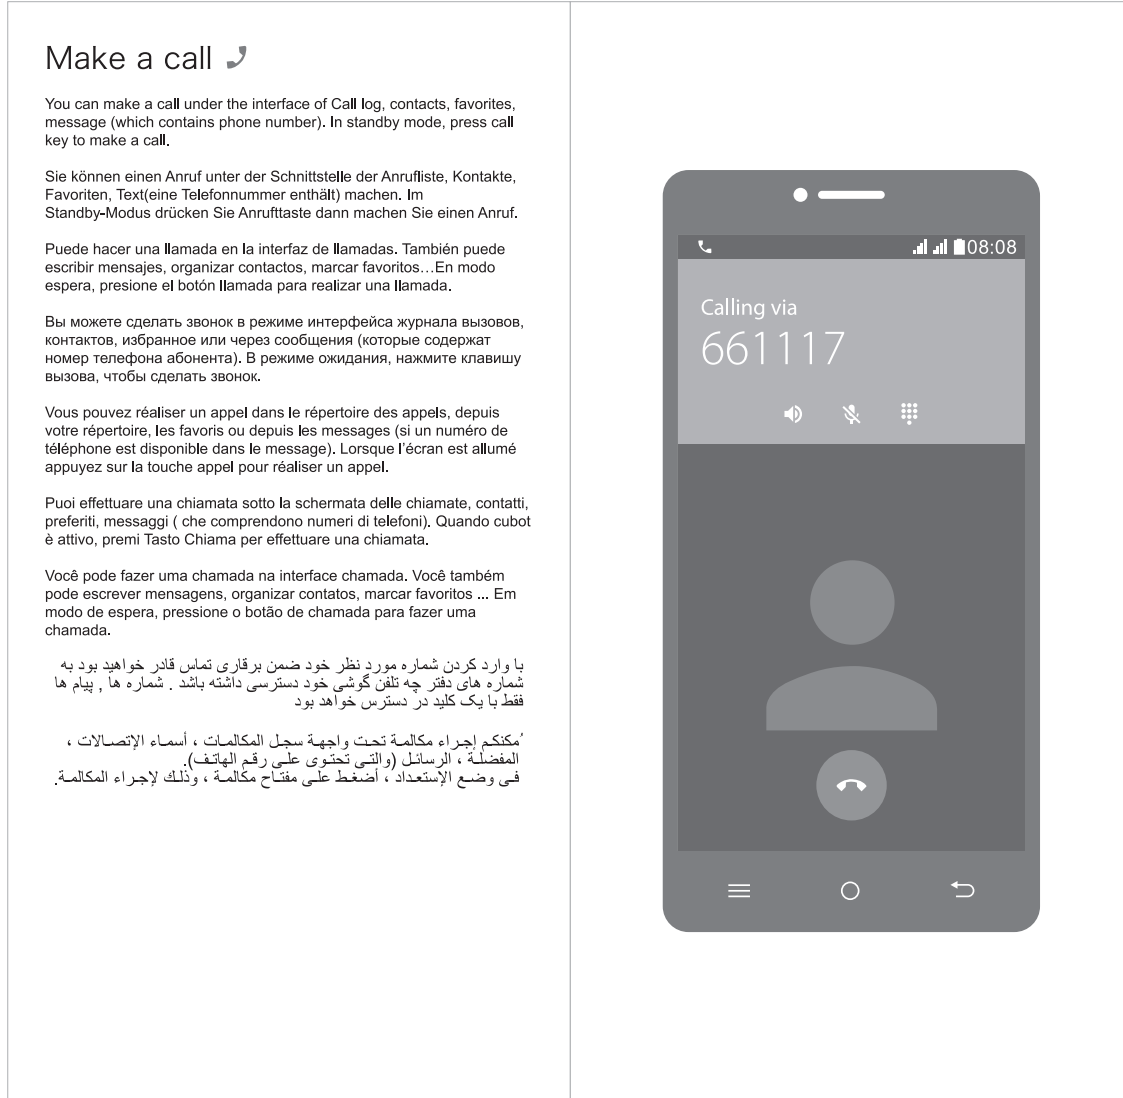 Make a call
You can make a call under the interface of Call log, contacts, favorites,
message (which contains phone number). In standby mode, press call
key to make a call.
Sie können einen Anruf unter der Schnittstelle der Anrufliste, Kontakte,
Favoriten, Text(eine Telefonnummer enthält) machen. Im
Standby-Modus drücken Sie Anrufttaste dann machen Sie einen Anruf.
Puede hacer una llamada en la interfaz de llamadas. También puede
escribir mensajes, organizar contactos, marcar favoritos…En modo
espera, presione el botón llamada para realizar una llamada.
Вы можете сделать звонок в режиме интерфейса журнала вызовов,
контактов, избранное или через сообщения (которые содержат
номер телефона абонента). В режиме ожидания, нажмите клавишу
вызова, чтобы сделать звонок.
Vous pouvez réaliser un appel dans le répertoire des appels, depuis
votre répertoire, les favoris ou depuis les messages (si un numéro de
téléphone est disponible dans le message). Lorsque l’écran est allumé
appuyez sur la touche appel pour réaliser un appel.
Puoi effettuare una chiamata sotto la schermata delle chiamate, contatti,
preferiti, messaggi ( che comprendono numeri di telefoni). Quando cubot
è attivo, premi Tasto Chiama per effettuare una chiamata.
Você pode fazer uma chamada na interface chamada. Você também
pode escrever mensagens, organizar contatos, marcar favoritos ... Em
modo de espera, pressione o botão de chamada para fazer uma
chamada.
با وارد کردن شماره مورد نظر خود ضمن برقراری تماس قادر خواهید بود به
شماره های دفتر چه تلفن گوشی خود دسترسی داشته باشد . شماره ها , پیام ها
فقط با یک کلید در دسترس خواهد بود
ُمكنكم إجراء مكالمة تحت واجهة سجل المكالمات ، أسماء الإتصالات ،
المفضلة ، الرسائل (والتى تحتوى على رقم الهاتف).
فى وضع الإستعداد ، أضغط على مفتاح مكالمة ، وذلك لإجراء المكالمة.
08:08
Calling via
661117